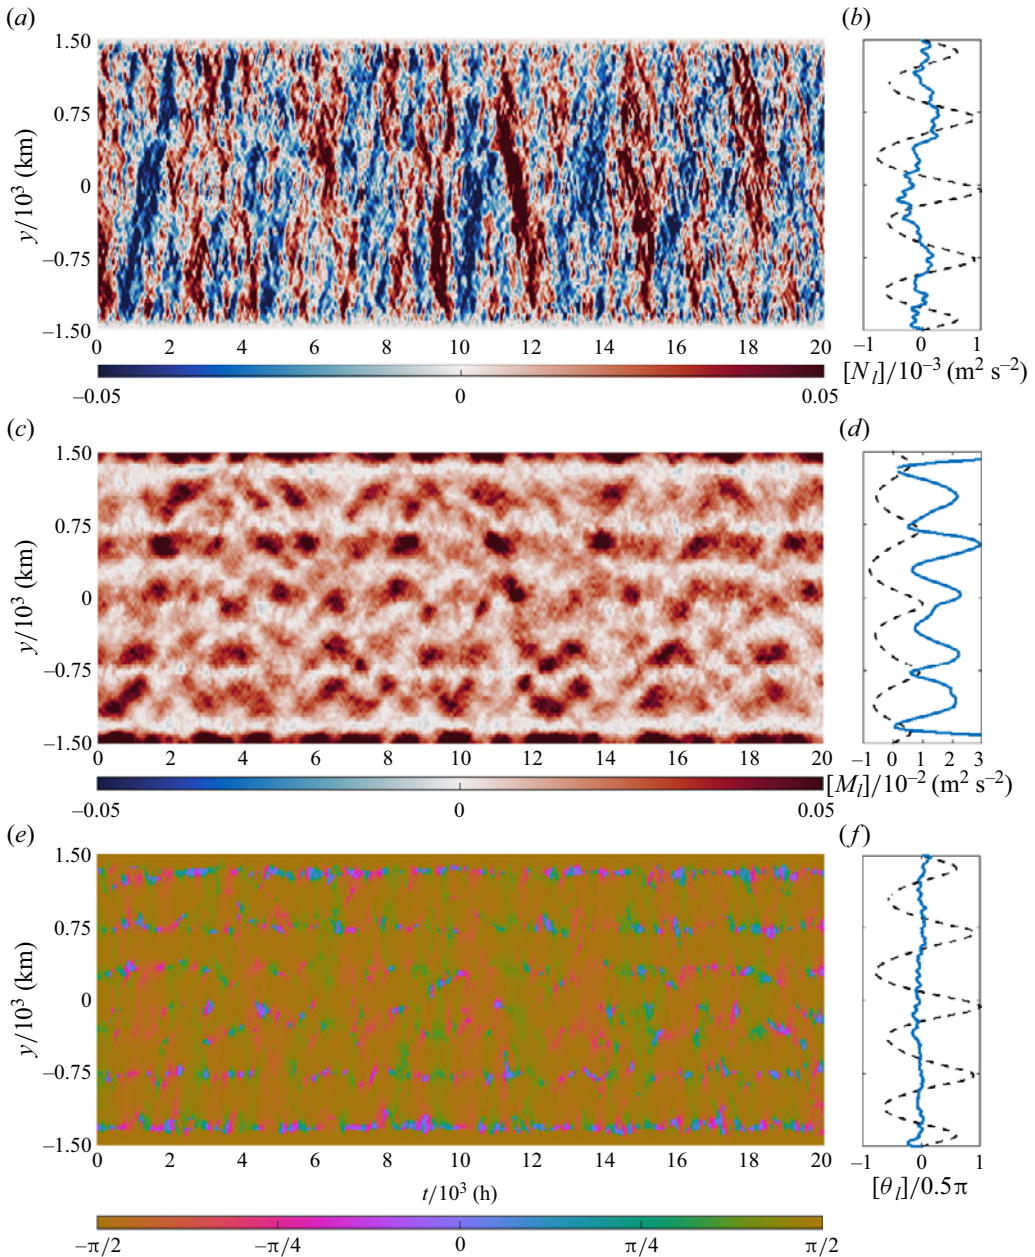 (a)
(b)
y/10³ (km)
1.50
0.75
0
–0.75
–1.50
0 2 4 6 8 10 12 14 16 18 20
–0.05 0 0.05
–1 0 1
[N_l]/10⁻³ (m² s⁻²)
(c)
(d)
y/10³ (km)
1.50
0.75
0
–0.75
–1.50
0 2 4 6 8 10 12 14 16 18 20
–0.05 0 0.05
–1 0 1 2 3
[M_l]/10⁻² (m² s⁻²)
(e)
(f)
y/10³ (km)
1.50
0.75
0
–0.75
–1.50
0 2 4 6 8 10 12 14 16 18 20
t/10³ (h)
–π/2 –π/4 0 π/4 π/2
–1 0 1
[θ_l]/0.5π